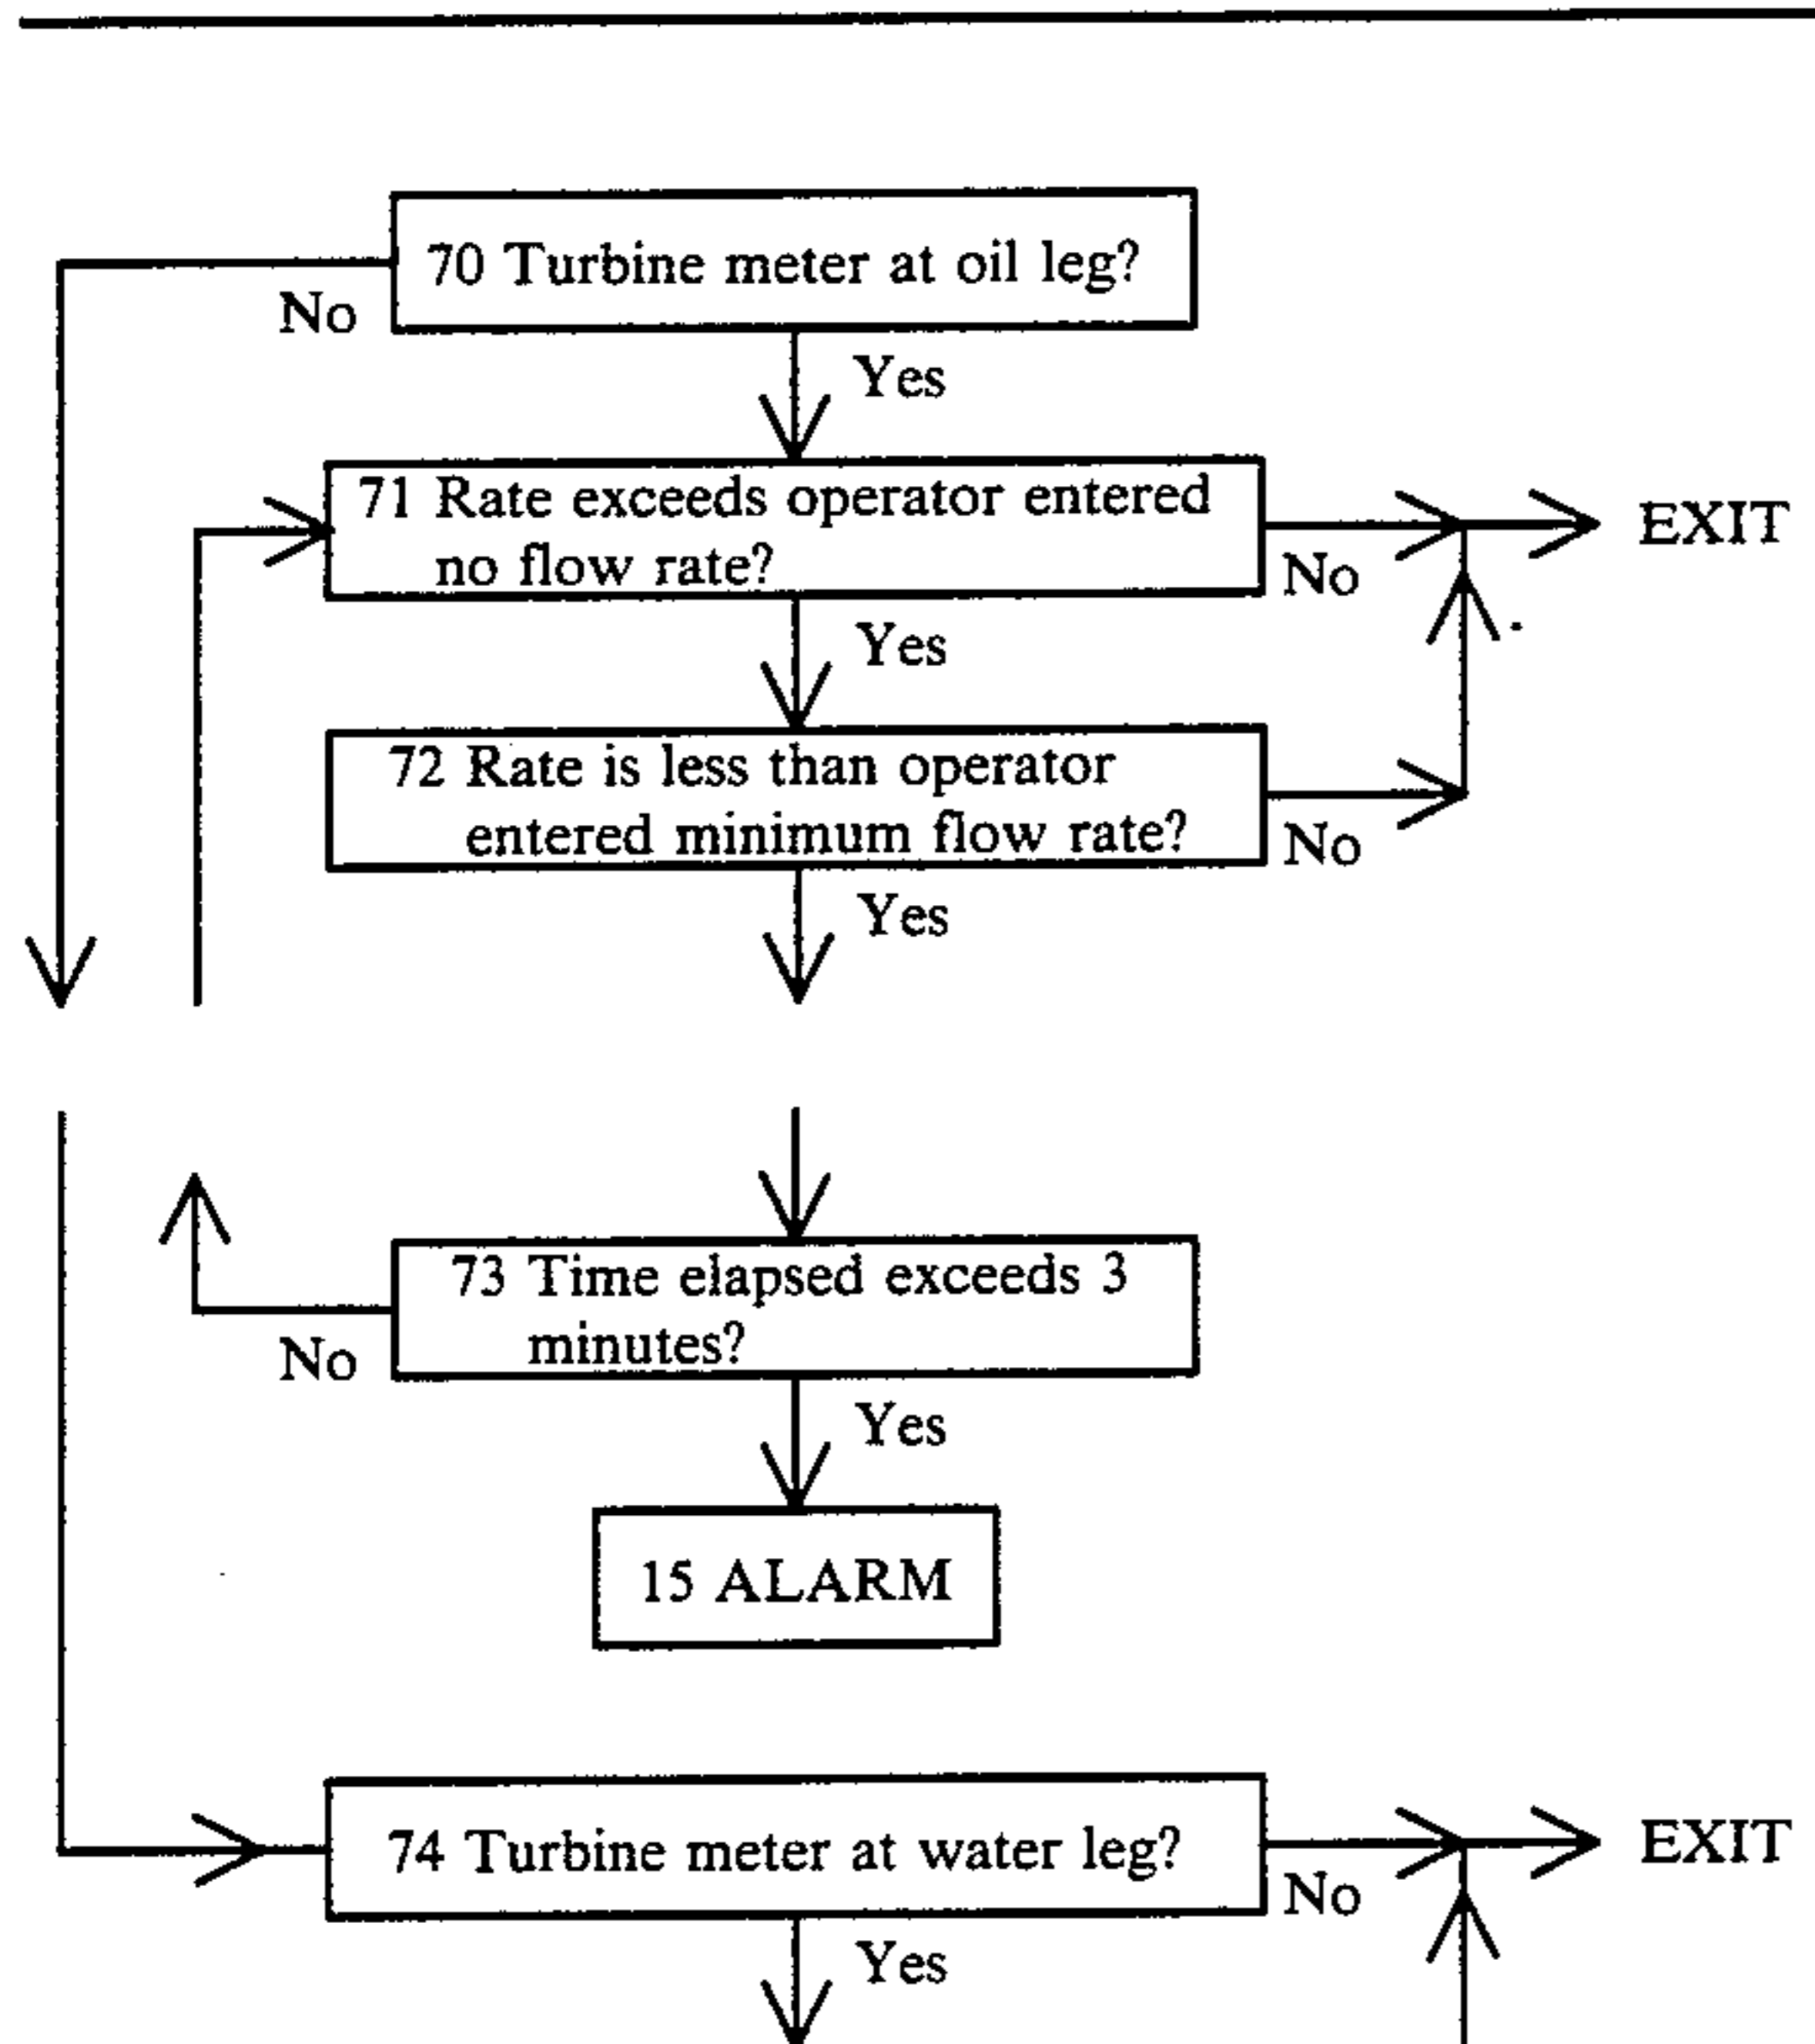 70 Turbine meter at oil leg?
No
Yes
71 Rate exceeds operator entered
no flow rate?
No
EXIT
Yes
72 Rate is less than operator
entered minimum flow rate?
No
Yes
73 Time elapsed exceeds 3
minutes?
No
Yes
15 ALARM
74 Turbine meter at water leg?
No
EXIT
Yes